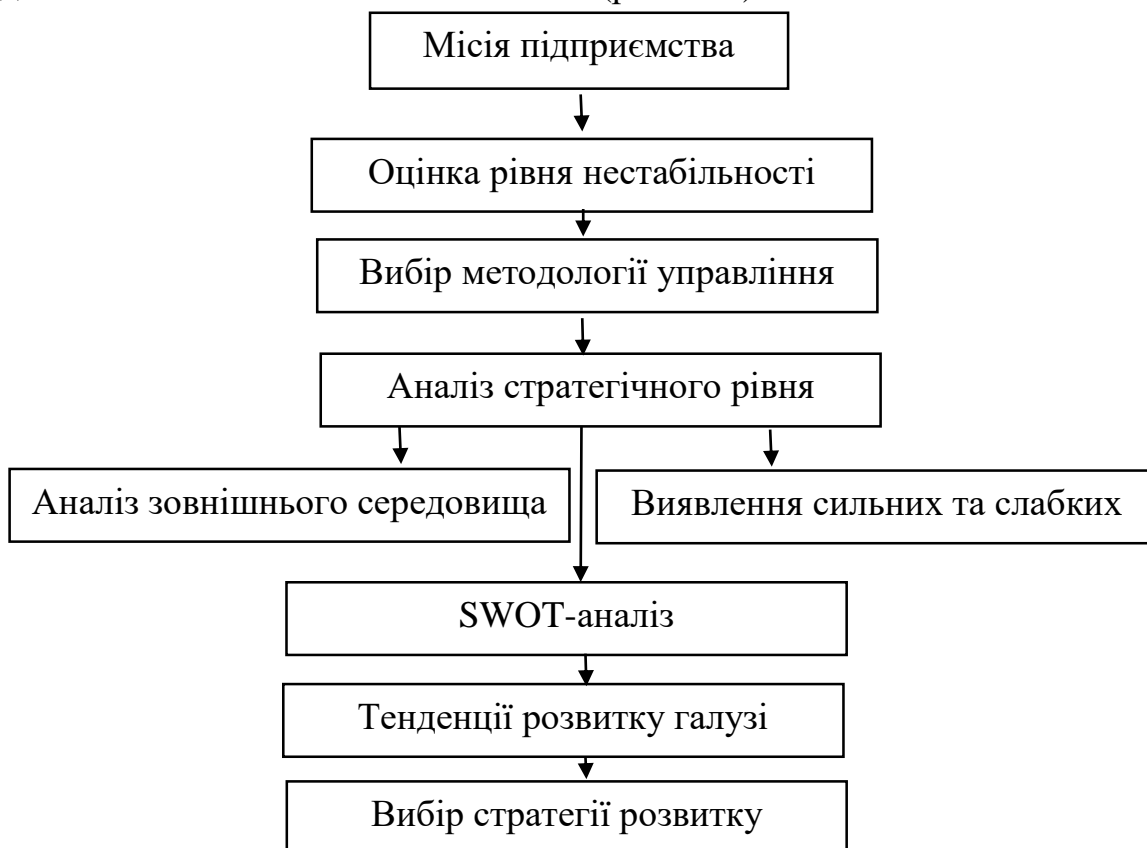 Місія підприємства
Оцінка рівня нестабільності
Вибір методології управління
Аналіз стратегічного рівня
Аналіз зовнішнього середовища
Виявлення сильних та слабких
SWOT-аналіз
Тенденції розвитку галузі
Вибір стратегії розвитку